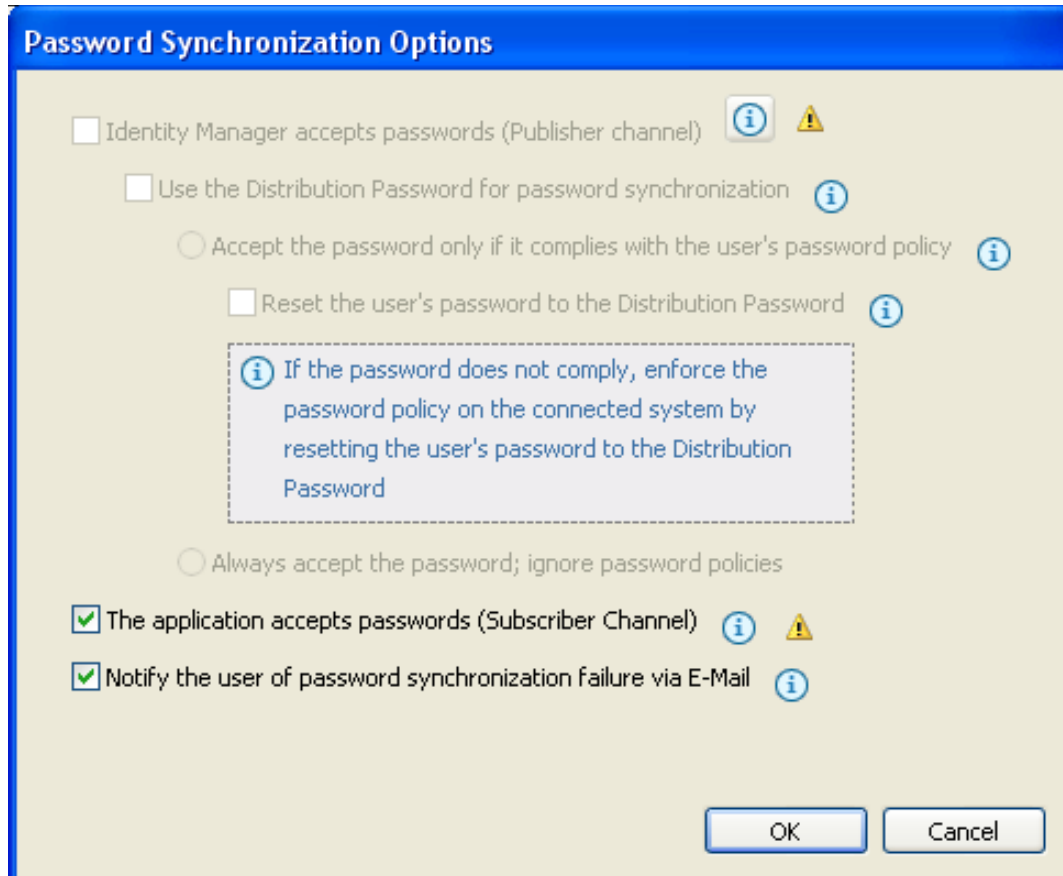 Password Synchronization Options
Identity Manager accepts passwords (Publisher channel)
Use the Distribution Password for password synchronization
Accept the password only if it complies with the user's password policy
Reset the user's password to the Distribution Password
If the password does not comply, enforce the
password policy on the connected system by
resetting the user's password to the Distribution
Password
Always accept the password; ignore password policies
The application accepts passwords (Subscriber Channel)
Notify the user of password synchronization failure via E-Mail
OK
Cancel